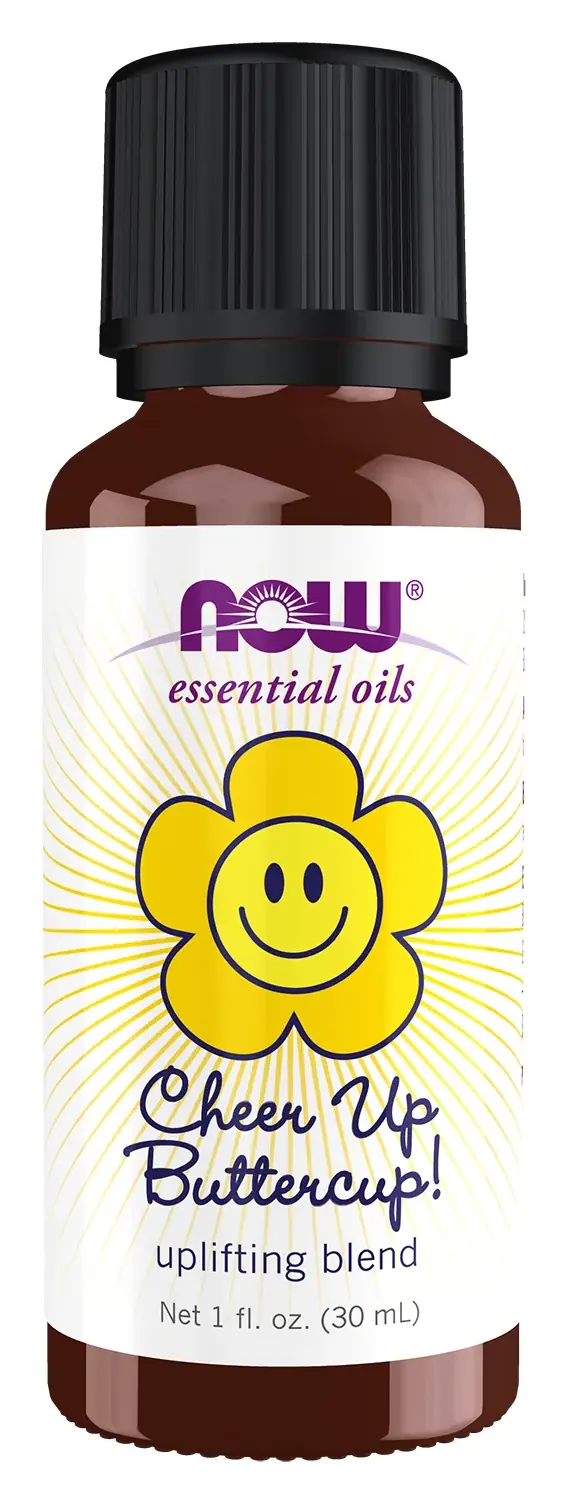 NOW®
essential oils
Cheer Up
Buttercup!
uplifting blend
Net 1 fl. oz. (30 mL)